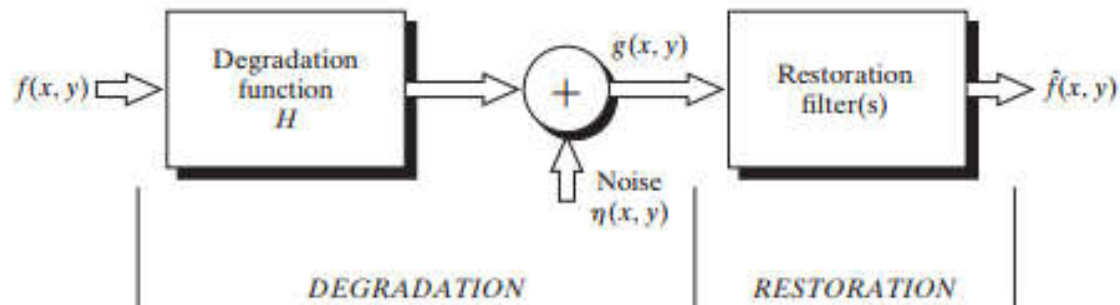 f(x, y)
Degradation
function
H
+
g(x, y)
Noise
η(x, y)
Restoration
filter(s)
f̂(x, y)
DEGRADATION
RESTORATION